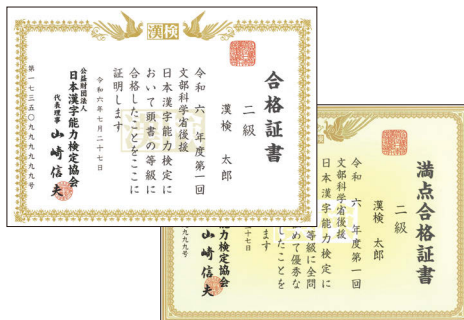 漢検
合格証書
二級
漢検 太郎
令和六年度第一回
文部科学省後援
日本漢字能力検定に
おいて頭書の等級に
合格したことをここに
証明します
令和六年七月二十七日
公益財団法人
日本漢字能力検定協会
代表理事 山崎信夫
第一七三五〇九九九九九九号
満点合格証書
二級
漢検 太郎
令和六年度第一回
文部科学省後援
日本漢字能力検定に
等級に全問
めて優秀な
したことを
ます
十七日
力検定協会
山崎信夫